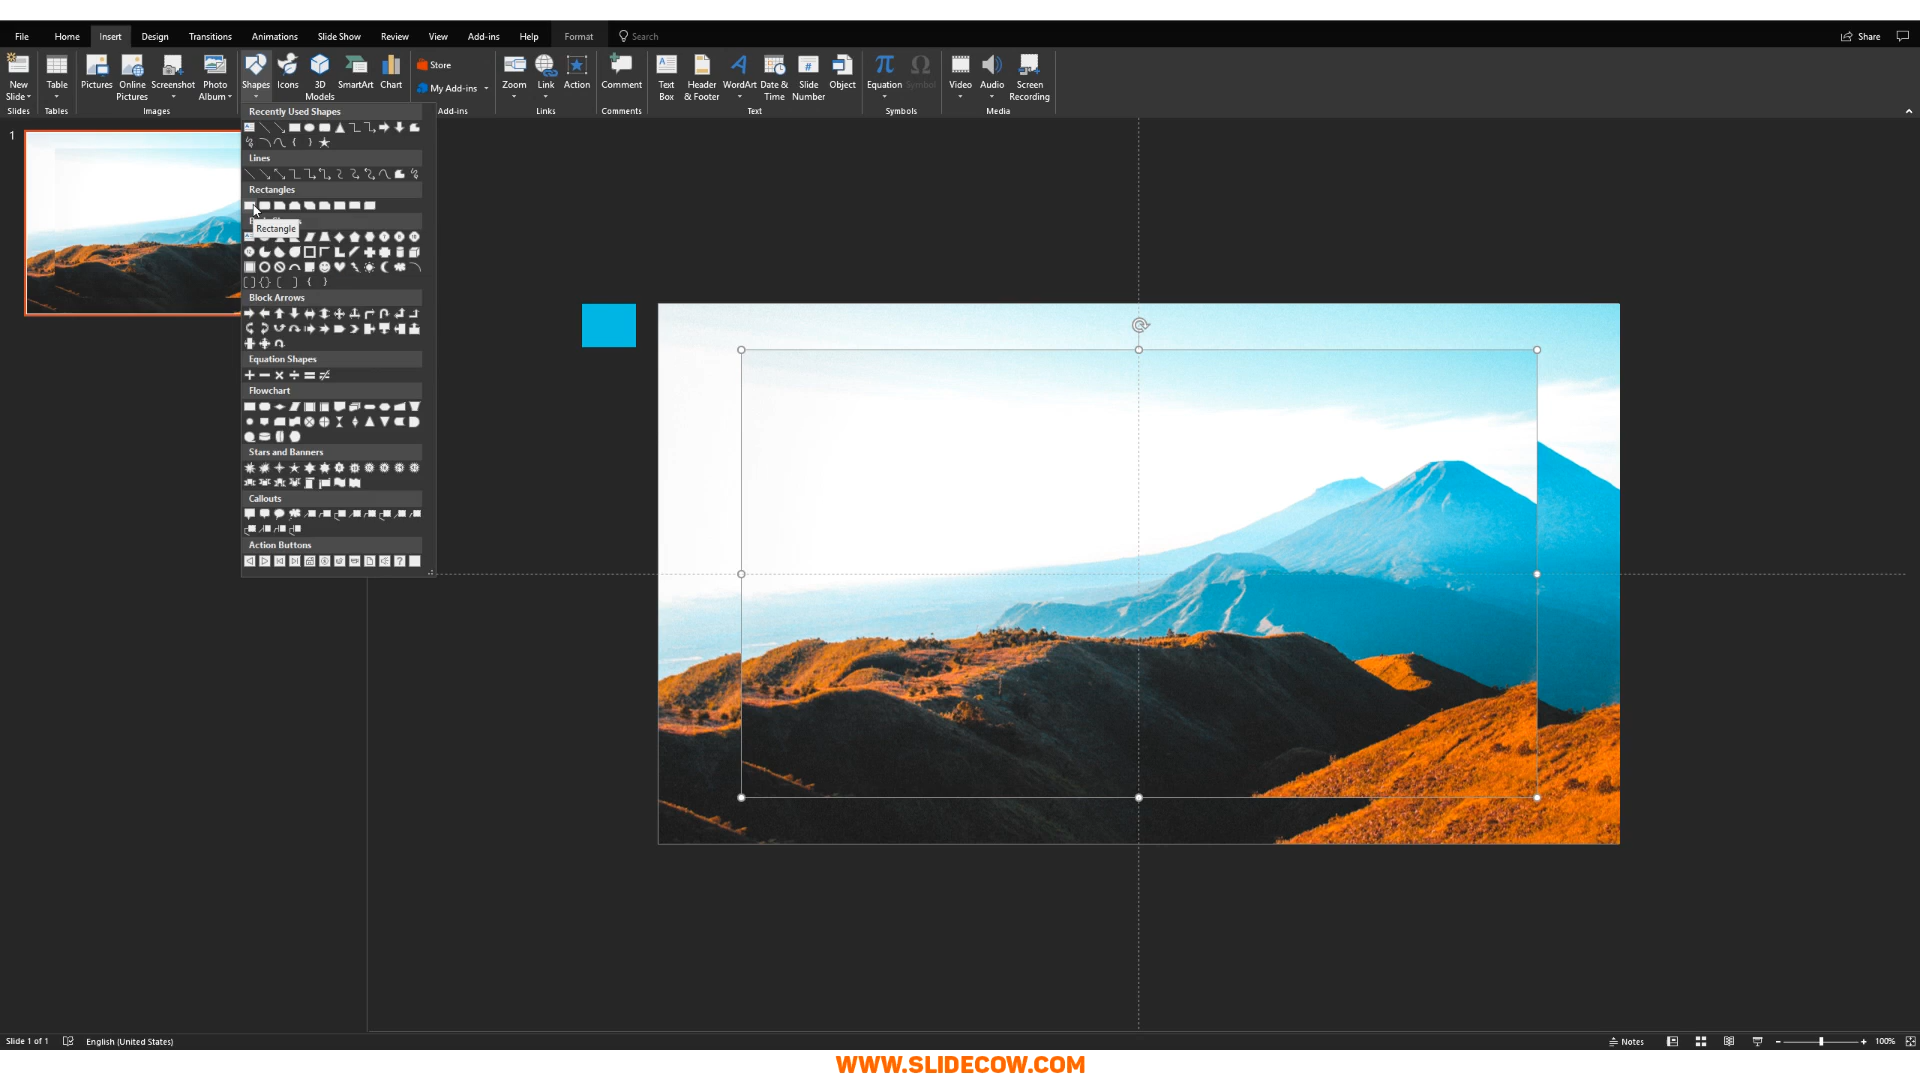 File Home Insert Design Transitions Animations Slide Show Review View Add-ins Help Format Search Share
New Slide Table Pictures Online Pictures Screenshot Photo Album Shapes Icons 3D Models SmartArt Chart Store My Add-ins Zoom Link Action Comment Text Box Header & Footer WordArt Date & Time Slide Number Object Equation Symbol Video Audio Screen Recording
Slides Tables Images Add-ins Links Comments Text Symbols Media
Recently Used Shapes
1
Lines
Rectangles
Rectangle
Block Arrows
Equation Shapes
Flowchart
Stars and Banners
Callouts
Action Buttons
Slide 1 of 1 English (United States) Notes 100%
WWW.SLIDECOW.COM